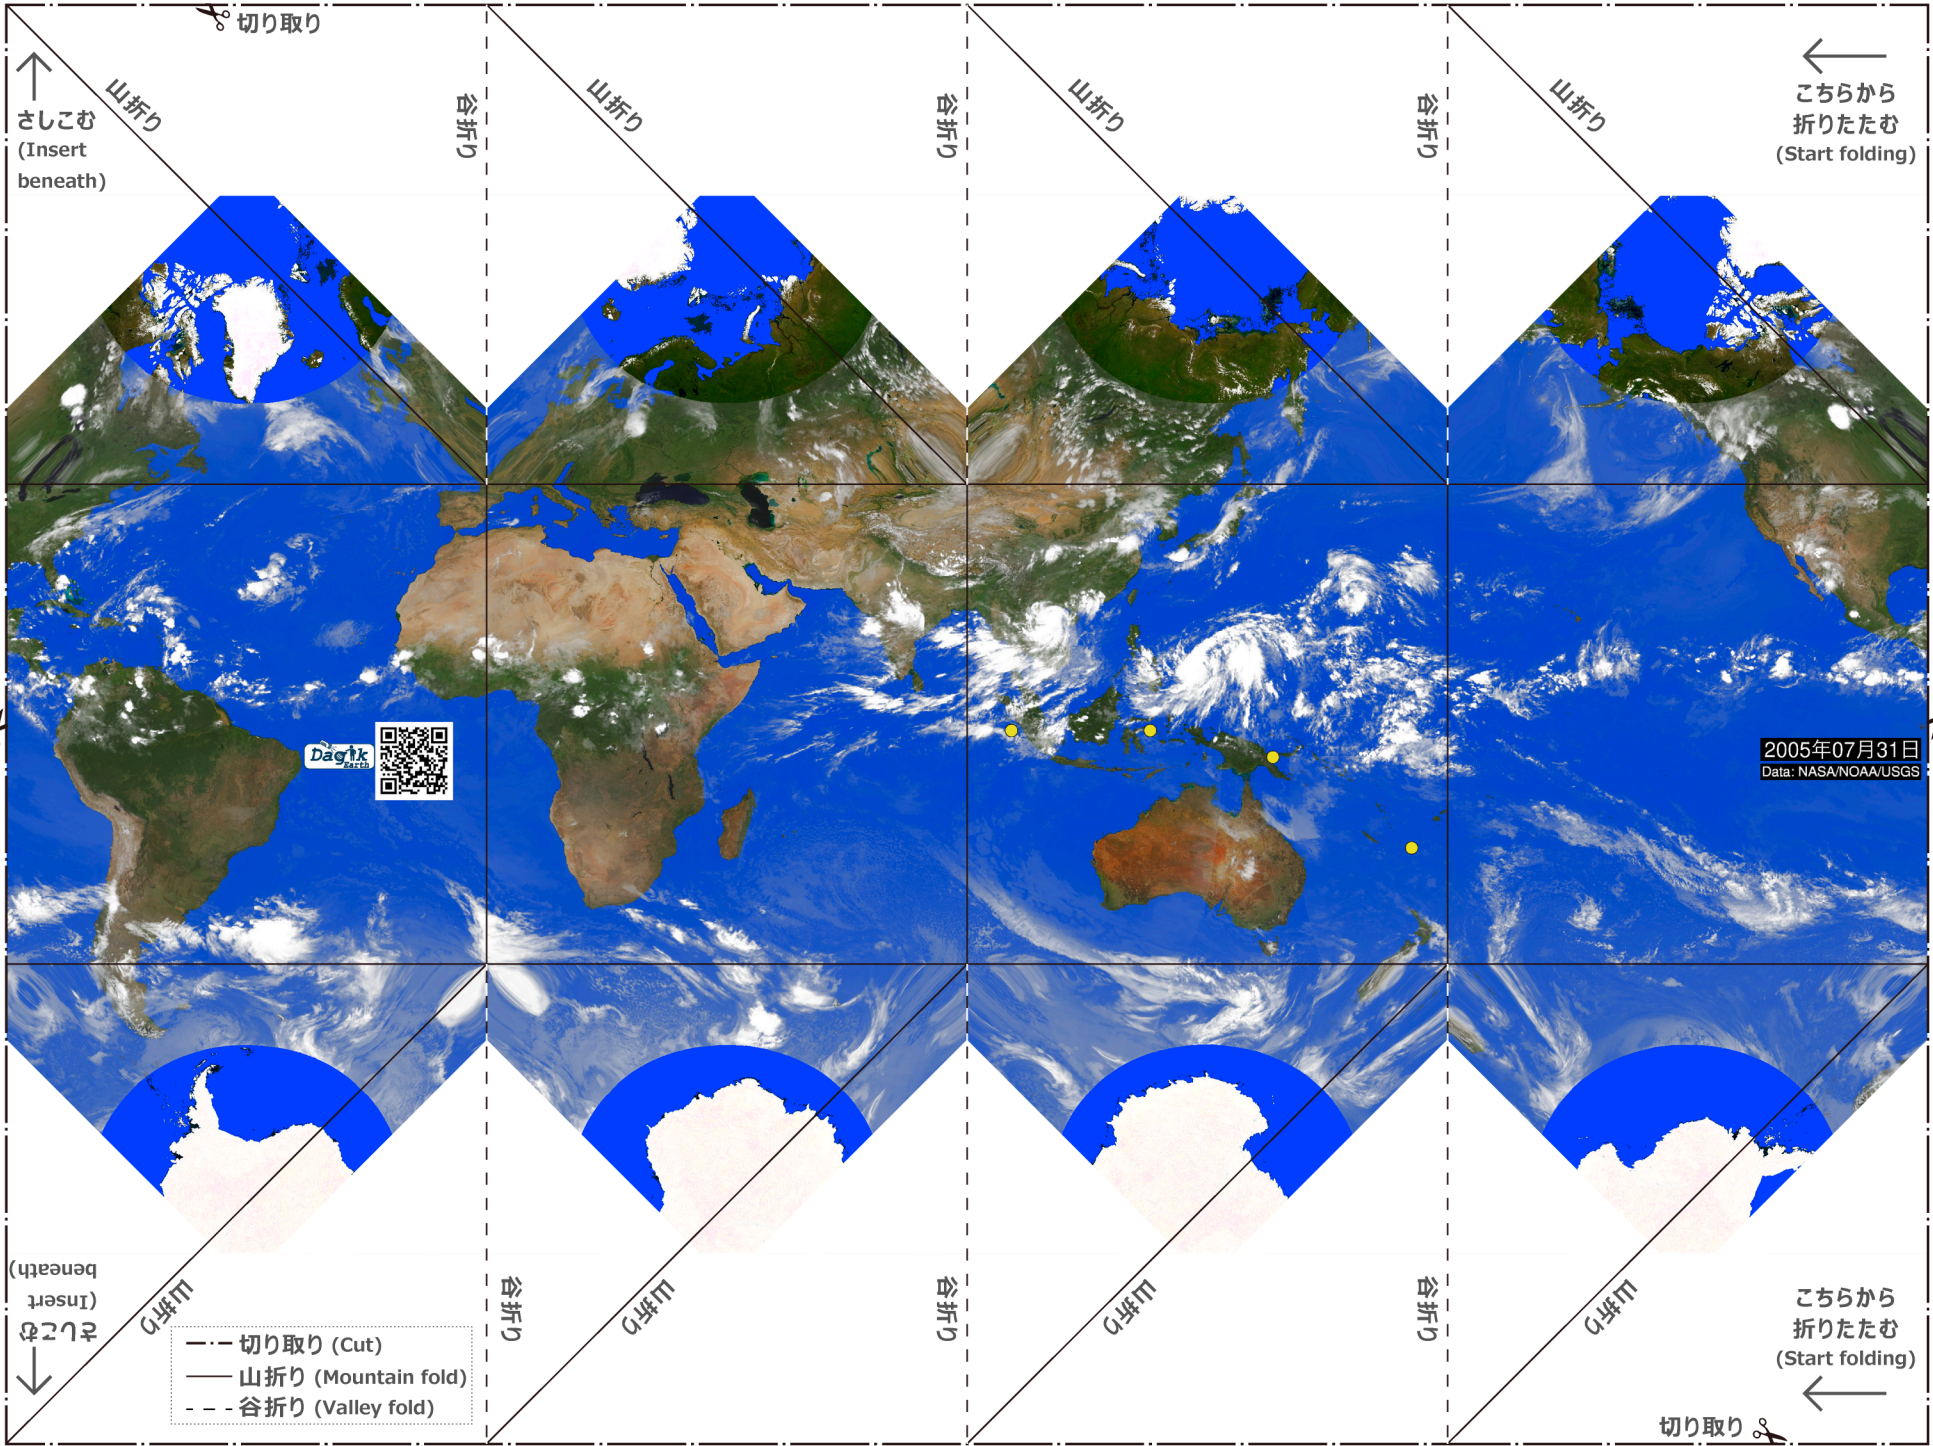 切り取り
さしこむ
(Insert
beneath)
山折り
谷折り
山折り
谷折り
山折り
谷折り
山折り
こちらから
折りたたむ
(Start folding)
Dagik
Earth
2005年07月31日
Data: NASA/NOAA/USGS
さしこむ
(Insert
beneath)
山折り
谷折り
山折り
谷折り
山折り
谷折り
山折り
こちらから
折りたたむ
(Start folding)
切り取り (Cut)
山折り (Mountain fold)
谷折り (Valley fold)
切り取り